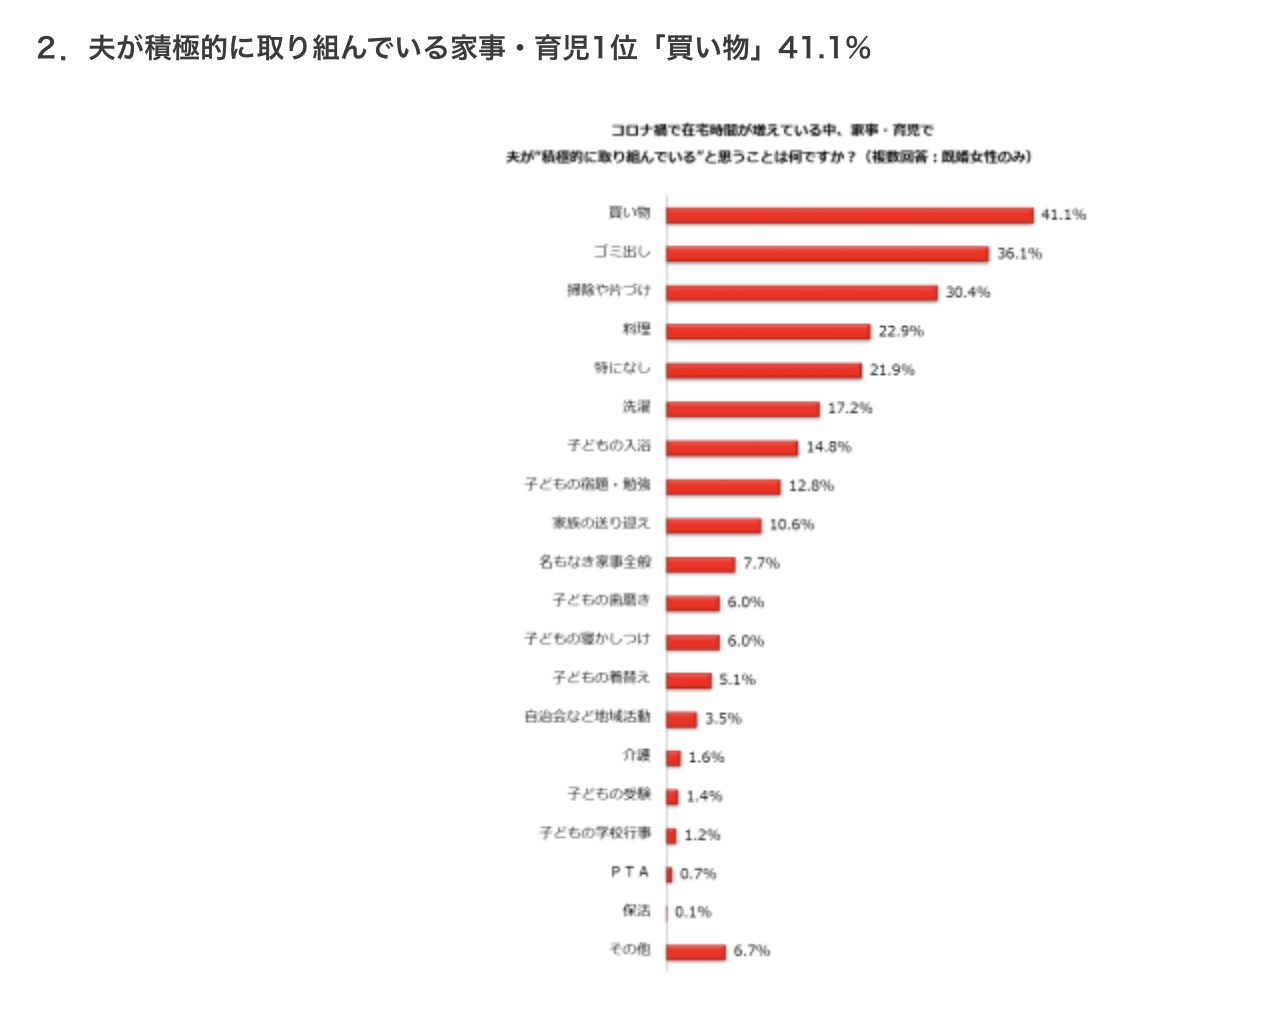 2．夫が積極的に取り組んでいる家事・育児1位「買い物」41.1%
コロナ禍で在宅時間が増えている中、家事・育児で
夫が"積極的に取り組んでいる"と思うことは何ですか？（複数回答：既婚女性のみ）
買い物 41.1%
ゴミ出し 36.1%
掃除や片づけ 30.4%
料理 22.9%
特になし 21.9%
洗濯 17.2%
子どもの入浴 14.8%
子どもの宿題・勉強 12.8%
家族の送り迎え 10.6%
名もなき家事全般 7.7%
子どもの歯磨き 6.0%
子どもの寝かしつけ 6.0%
子どもの着替え 5.1%
自治会など地域活動 3.5%
介護 1.6%
子どもの受験 1.4%
子どもの学校行事 1.2%
ＰＴＡ 0.7%
保活 0.1%
その他 6.7%